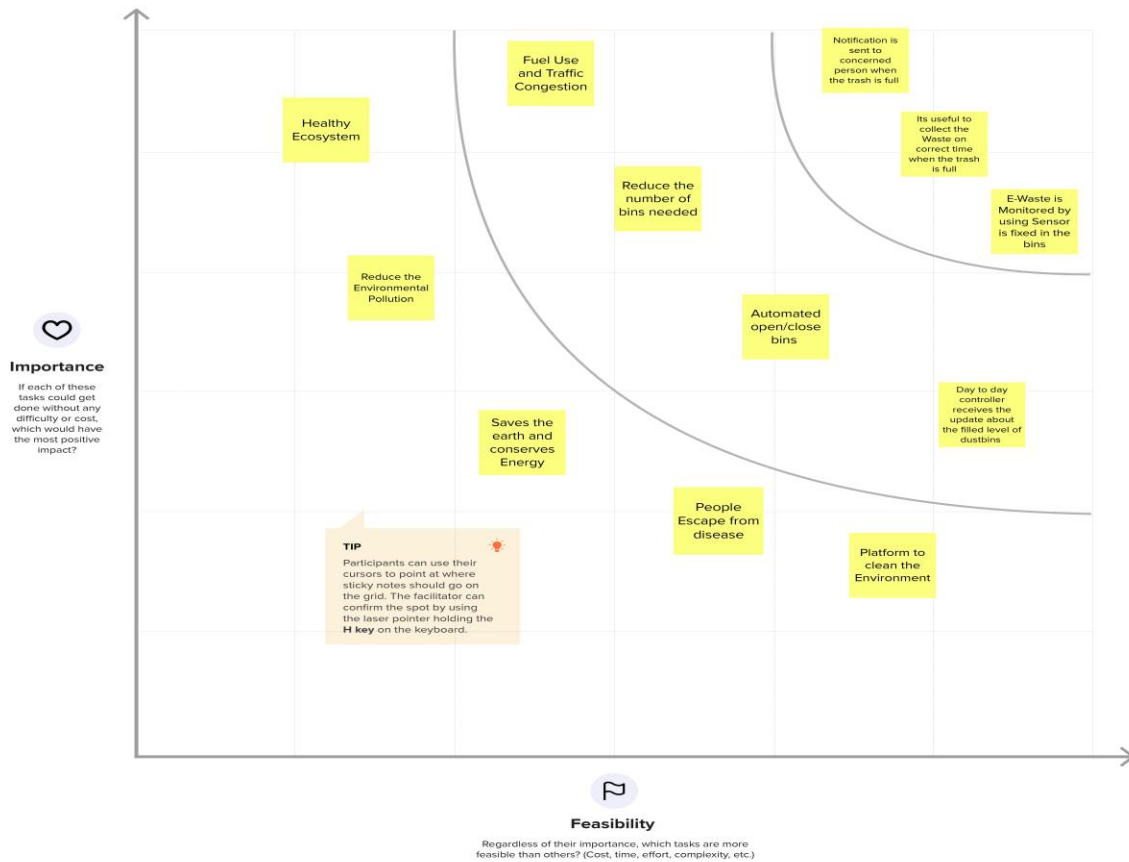 Notification is
sent to
concerned
person when
the trash is full
Fuel Use
and Traffic
Congestion
Healthy
Ecosystem
Its useful to
collect the
Waste on
correct time
when the trash
is full
Reduce the
number of
bins needed
E-Waste is
Monitored by
using Sensor
is fixed in the
bins
Reduce the
Environmental
Pollution
Automated
open/close
bins
Importance
If each of these
tasks could get
done without any
difficulty or cost,
which would have
the most positive
impact?
Day to day
controller
receives the
update about
the filled level of
dustbins
Saves the
earth and
conserves
Energy
People
Escape from
disease
Platform to
clean the
Environment
TIP
Participants can use their
cursors to point at where
sticky notes should go on
the grid. The facilitator can
confirm the spot by using
the laser pointer holding the
H key on the keyboard.
Feasibility
Regardless of their importance, which tasks are more
feasible than others? (Cost, time, effort, complexity, etc.)